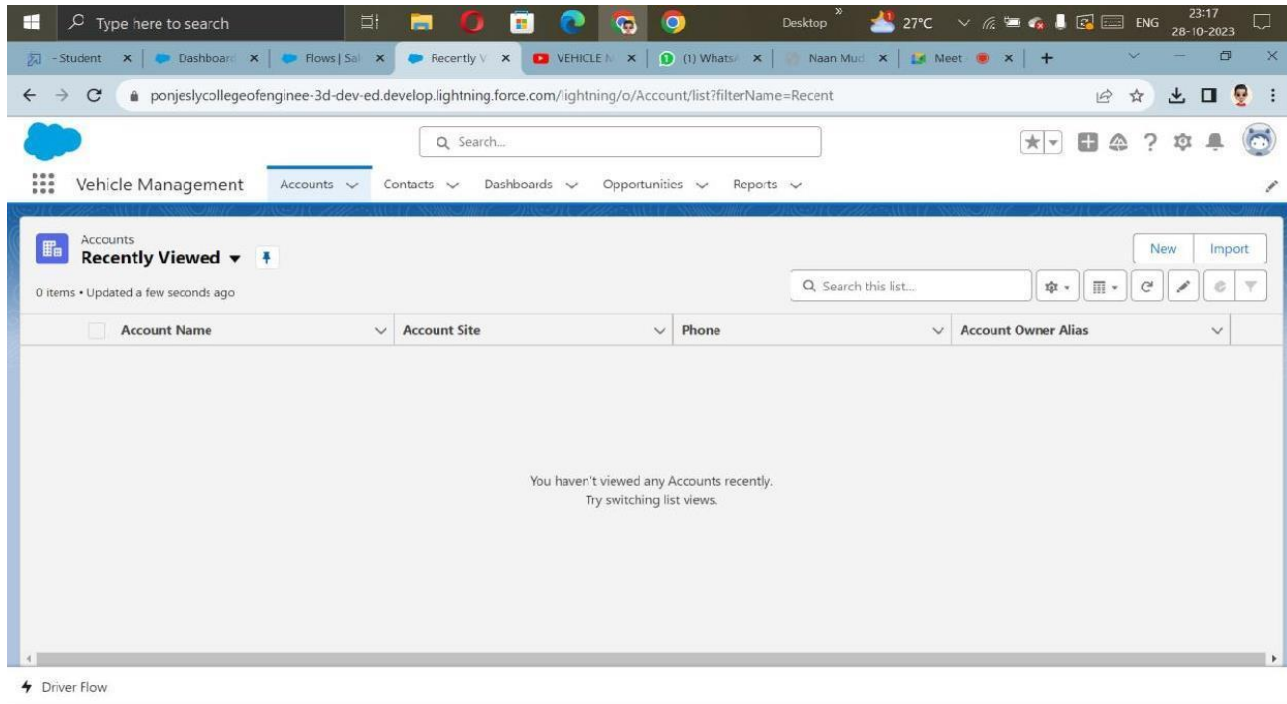 Type here to search
Desktop
»
27°C
ENG
23:17
28-10-2023
- Student
Dashboard
Flows | Sal
Recently V
VEHICLE M
(1) Whats
Naan Mud
Meet
ponjeslycollegeofenginee-3d-dev-ed.develop.lightning.force.com/lightning/o/Account/list?filterName=Recent
Search...
Vehicle Management
Accounts
Contacts
Dashboards
Opportunities
Reports
Accounts
Recently Viewed
New
Import
0 items • Updated a few seconds ago
Search this list...
Account Name
Account Site
Phone
Account Owner Alias
You haven't viewed any Accounts recently.
Try switching list views.
Driver Flow